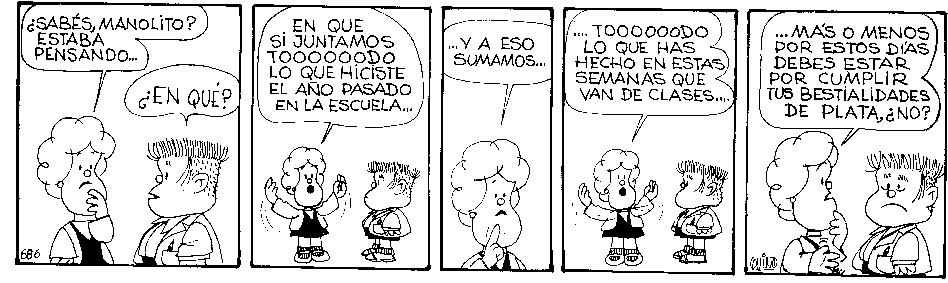 ¿SABÉS, MANOLITO?
ESTABA
PENSANDO...
¿¡EN QUÉ?
686
EN QUE
SI JUNTAMOS
TOOOOOODO
LO QUE HICISTE
EL AÑO PASADO
EN LA ESCUELA...
...Y A ESO
SUMAMOS...
.... TOOOOOODO
LO QUE HAS
HECHO EN ESTAS
SEMANAS QUE
VAN DE CLASES....
...MÁS O MENOS
POR ESTOS DÍAS
DEBES ESTAR
POR CUMPLIR
TUS BESTIALIDADES
DE PLATA, ¿NO?